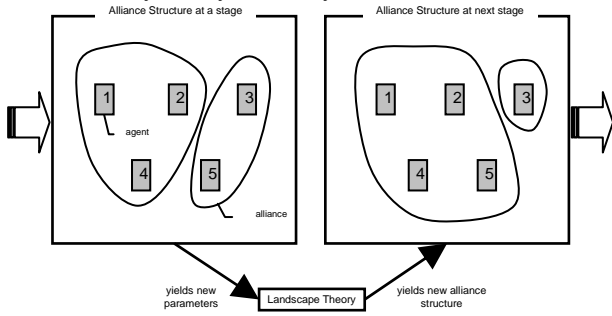 Alliance Structure at a stage
Alliance Structure at next stage
1
2
3
agent
4
5
alliance
1
2
3
4
5
yields new
parameters
Landscape Theory
yields new alliance
structure